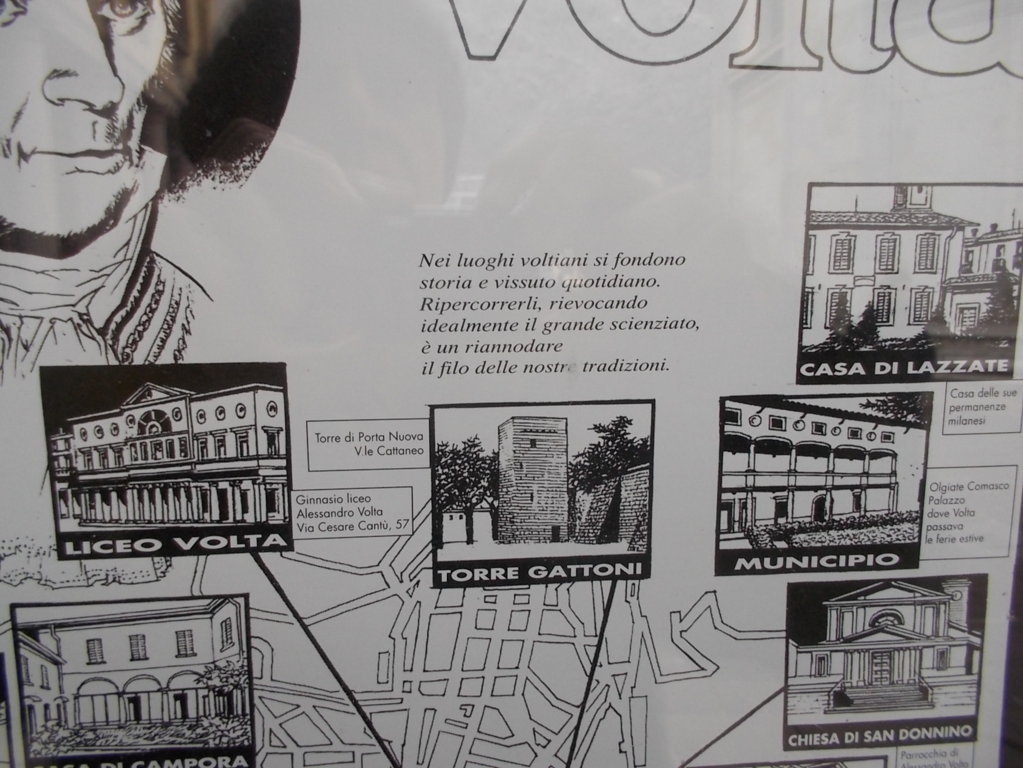 Volta
Nei luoghi voltiani si fondono
storia e vissuto quotidiano.
Ripercorrerli, rievocando
idealmente il grande scienziato,
è un riannodare
il filo delle nostre tradizioni.
CASA DI LAZZATE
Casa delle sue
permanenze
milanesi
LICEO VOLTA
Ginnasio liceo
Alessandro Volta
Via Cesare Cantù, 57
Torre di Porta Nuova
V.le Cattaneo
TORRE GATTONI
MUNICIPIO
Olgiate Comasco
Palazzo
dove Volta
passava
le ferie estive
CASA DI CAMPORA
CHIESA DI SAN DONNINO
Parrocchia di
Alessandro Volta